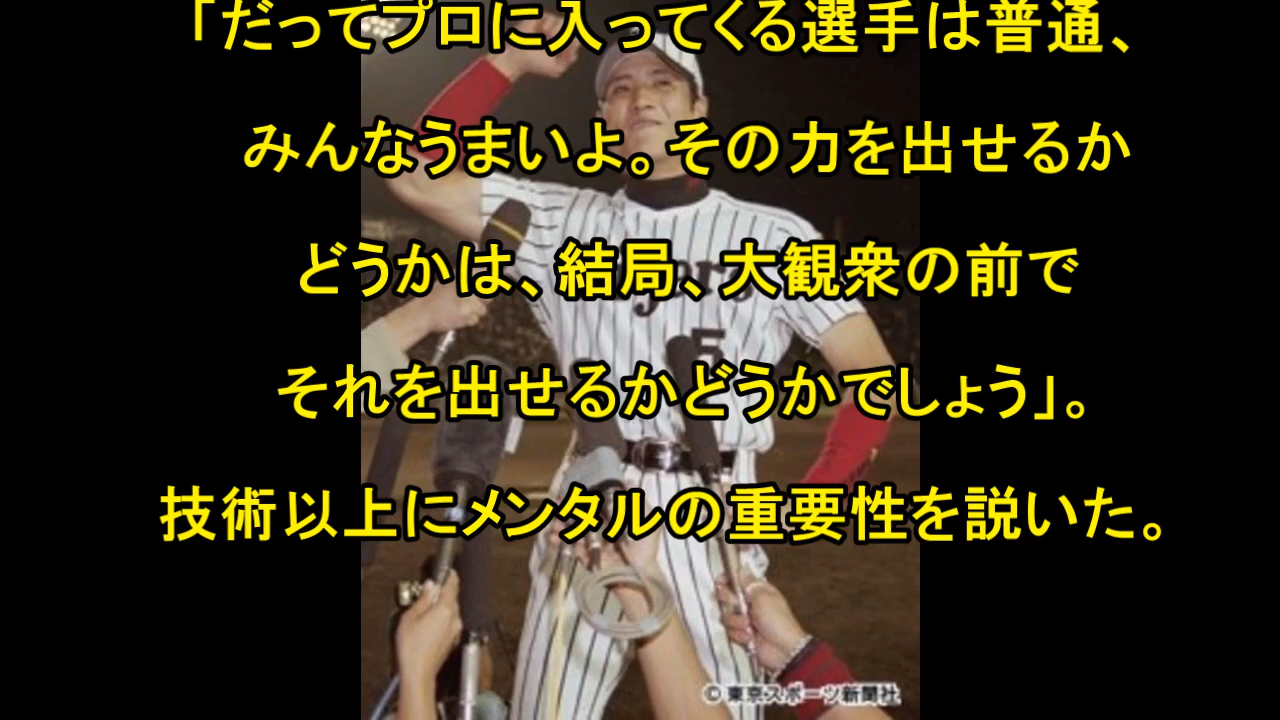 「だってプロに入ってくる選手は普通、
みんなうまいよ。その力を出せるか
どうかは、結局、大観衆の前で
それを出せるかどうかでしょう」。
技術以上にメンタルの重要性を説いた。
5
© 東京スポーツ新聞社